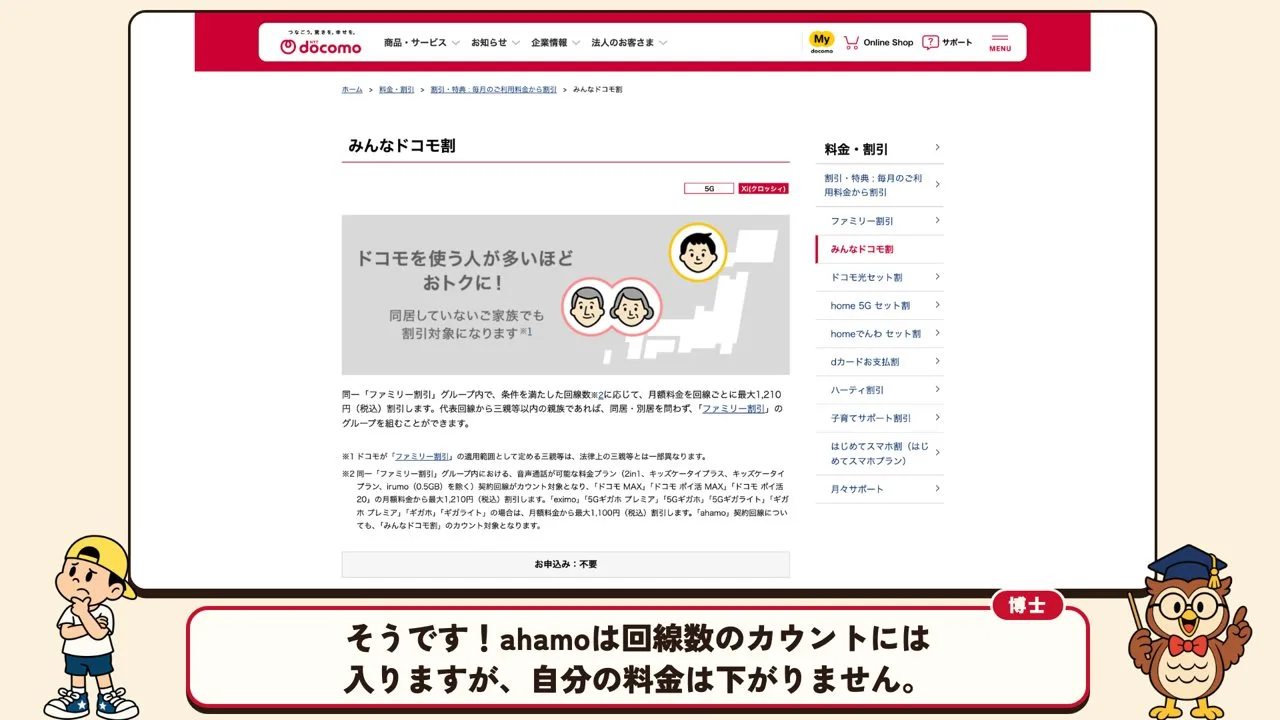 つなごう。驚きを。幸せを。
NTT döcomo
商品・サービス
お知らせ
企業情報
法人のお客さま
My
docomo
Online Shop
サポート
MENU
ホーム > 料金・割引 > 割引・特典 : 毎月のご利用料金から割引 > みんなドコモ割
みんなドコモ割
5G
Xi(クロッシィ)
ドコモを使う人が多いほど
おトクに！
同居していないご家族でも
割引対象になります※1
同一「ファミリー割引」グループ内で、条件を満たした回線数※2に応じて、月額料金を回線ごとに最大1,210
円（税込）割引します。代表回線から三親等以内の親族であれば、同居・別居を問わず、「ファミリー割引」の
グループを組むことができます。
※1 ドコモが「ファミリー割引」の適用範囲として定める三親等は、法律上の三親等とは一部異なります。
※2 同一「ファミリー割引」グループ内における、音声通話が可能な料金プラン（2in1、キッズケータイプラス、キッズケータイ
プラン、irumo（0.5GB）を除く）契約回線がカウント対象となり、「ドコモ MAX」「ドコモ ポイ活 MAX」「ドコモ ポイ活
20」の月額料金から最大1,210円（税込）割引します。「eximo」「5Gギガホ プレミア」「5Gギガホ」「5Gギガライト」「ギガ
ホ プレミア」「ギガホ」「ギガライト」の場合は、月額料金から最大1,100円（税込）割引します。「ahamo」契約回線につい
ても、「みんなドコモ割」のカウント対象となります。
お申込み：不要
料金・割引
割引・特典 : 毎月のご利
用料金から割引
ファミリー割引
みんなドコモ割
ドコモ光セット割
home 5G セット割
homeでんわ セット割
dカードお支払割
ハーティ割引
子育てサポート割引
はじめてスマホ割（はじ
めてスマホプラン）
月々サポート
博士
そうです！ahamoは回線数のカウントには
入りますが、自分の料金は下がりません。